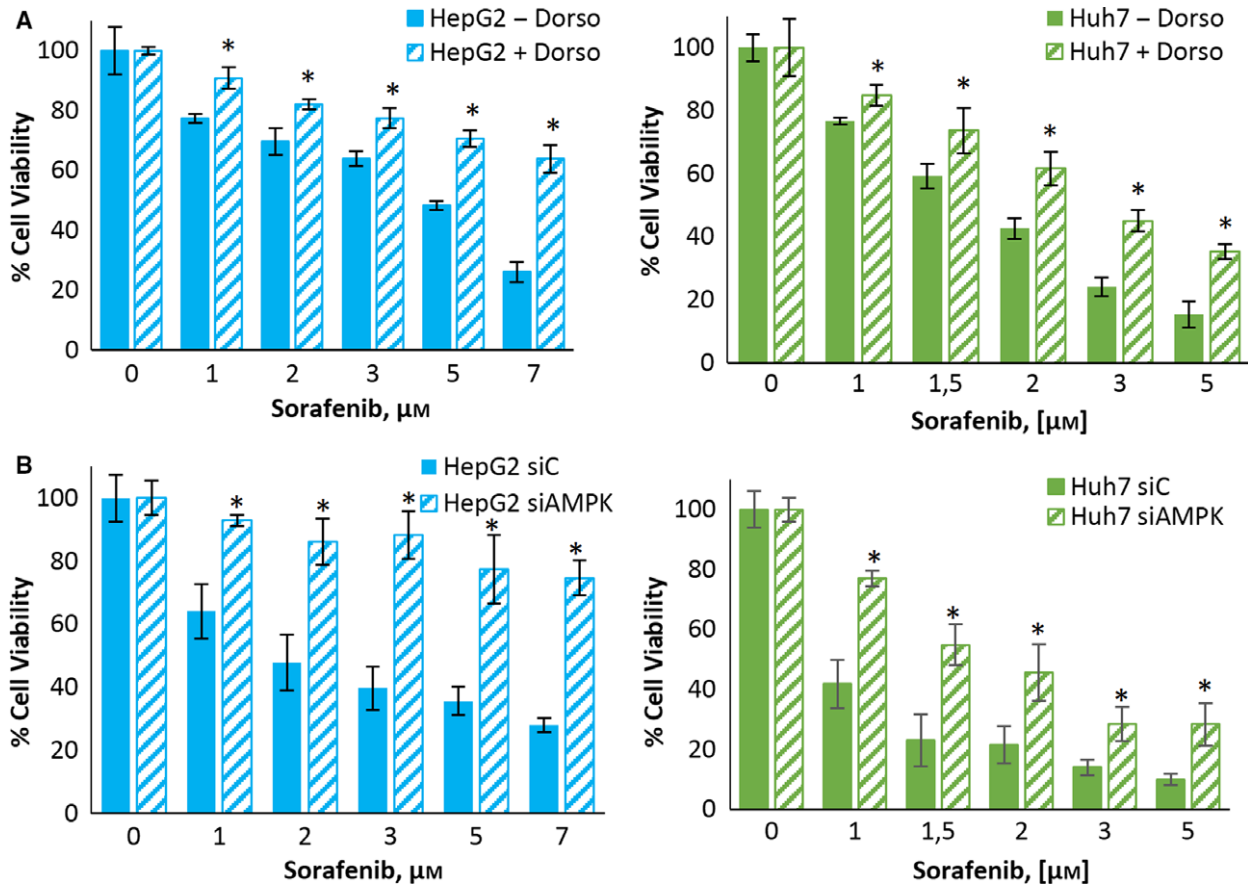 A
HepG2 – Dorso
HepG2 + Dorso
% Cell Viability
100
80
60
40
20
0
* * * * *
0 1 2 3 5 7
Sorafenib, µM
Huh7 – Dorso
Huh7 + Dorso
% Cell Viability
100
80
60
40
20
0
* * * * *
0 1 1,5 2 3 5
Sorafenib, [µM]
B
HepG2 siC
HepG2 siAMPK
% Cell Viability
100
80
60
40
20
0
* * * * *
0 1 2 3 5 7
Sorafenib, µM
Huh7 siC
Huh7 siAMPK
% Cell Viability
100
80
60
40
20
0
* * * * *
0 1 1,5 2 3 5
Sorafenib, [µM]